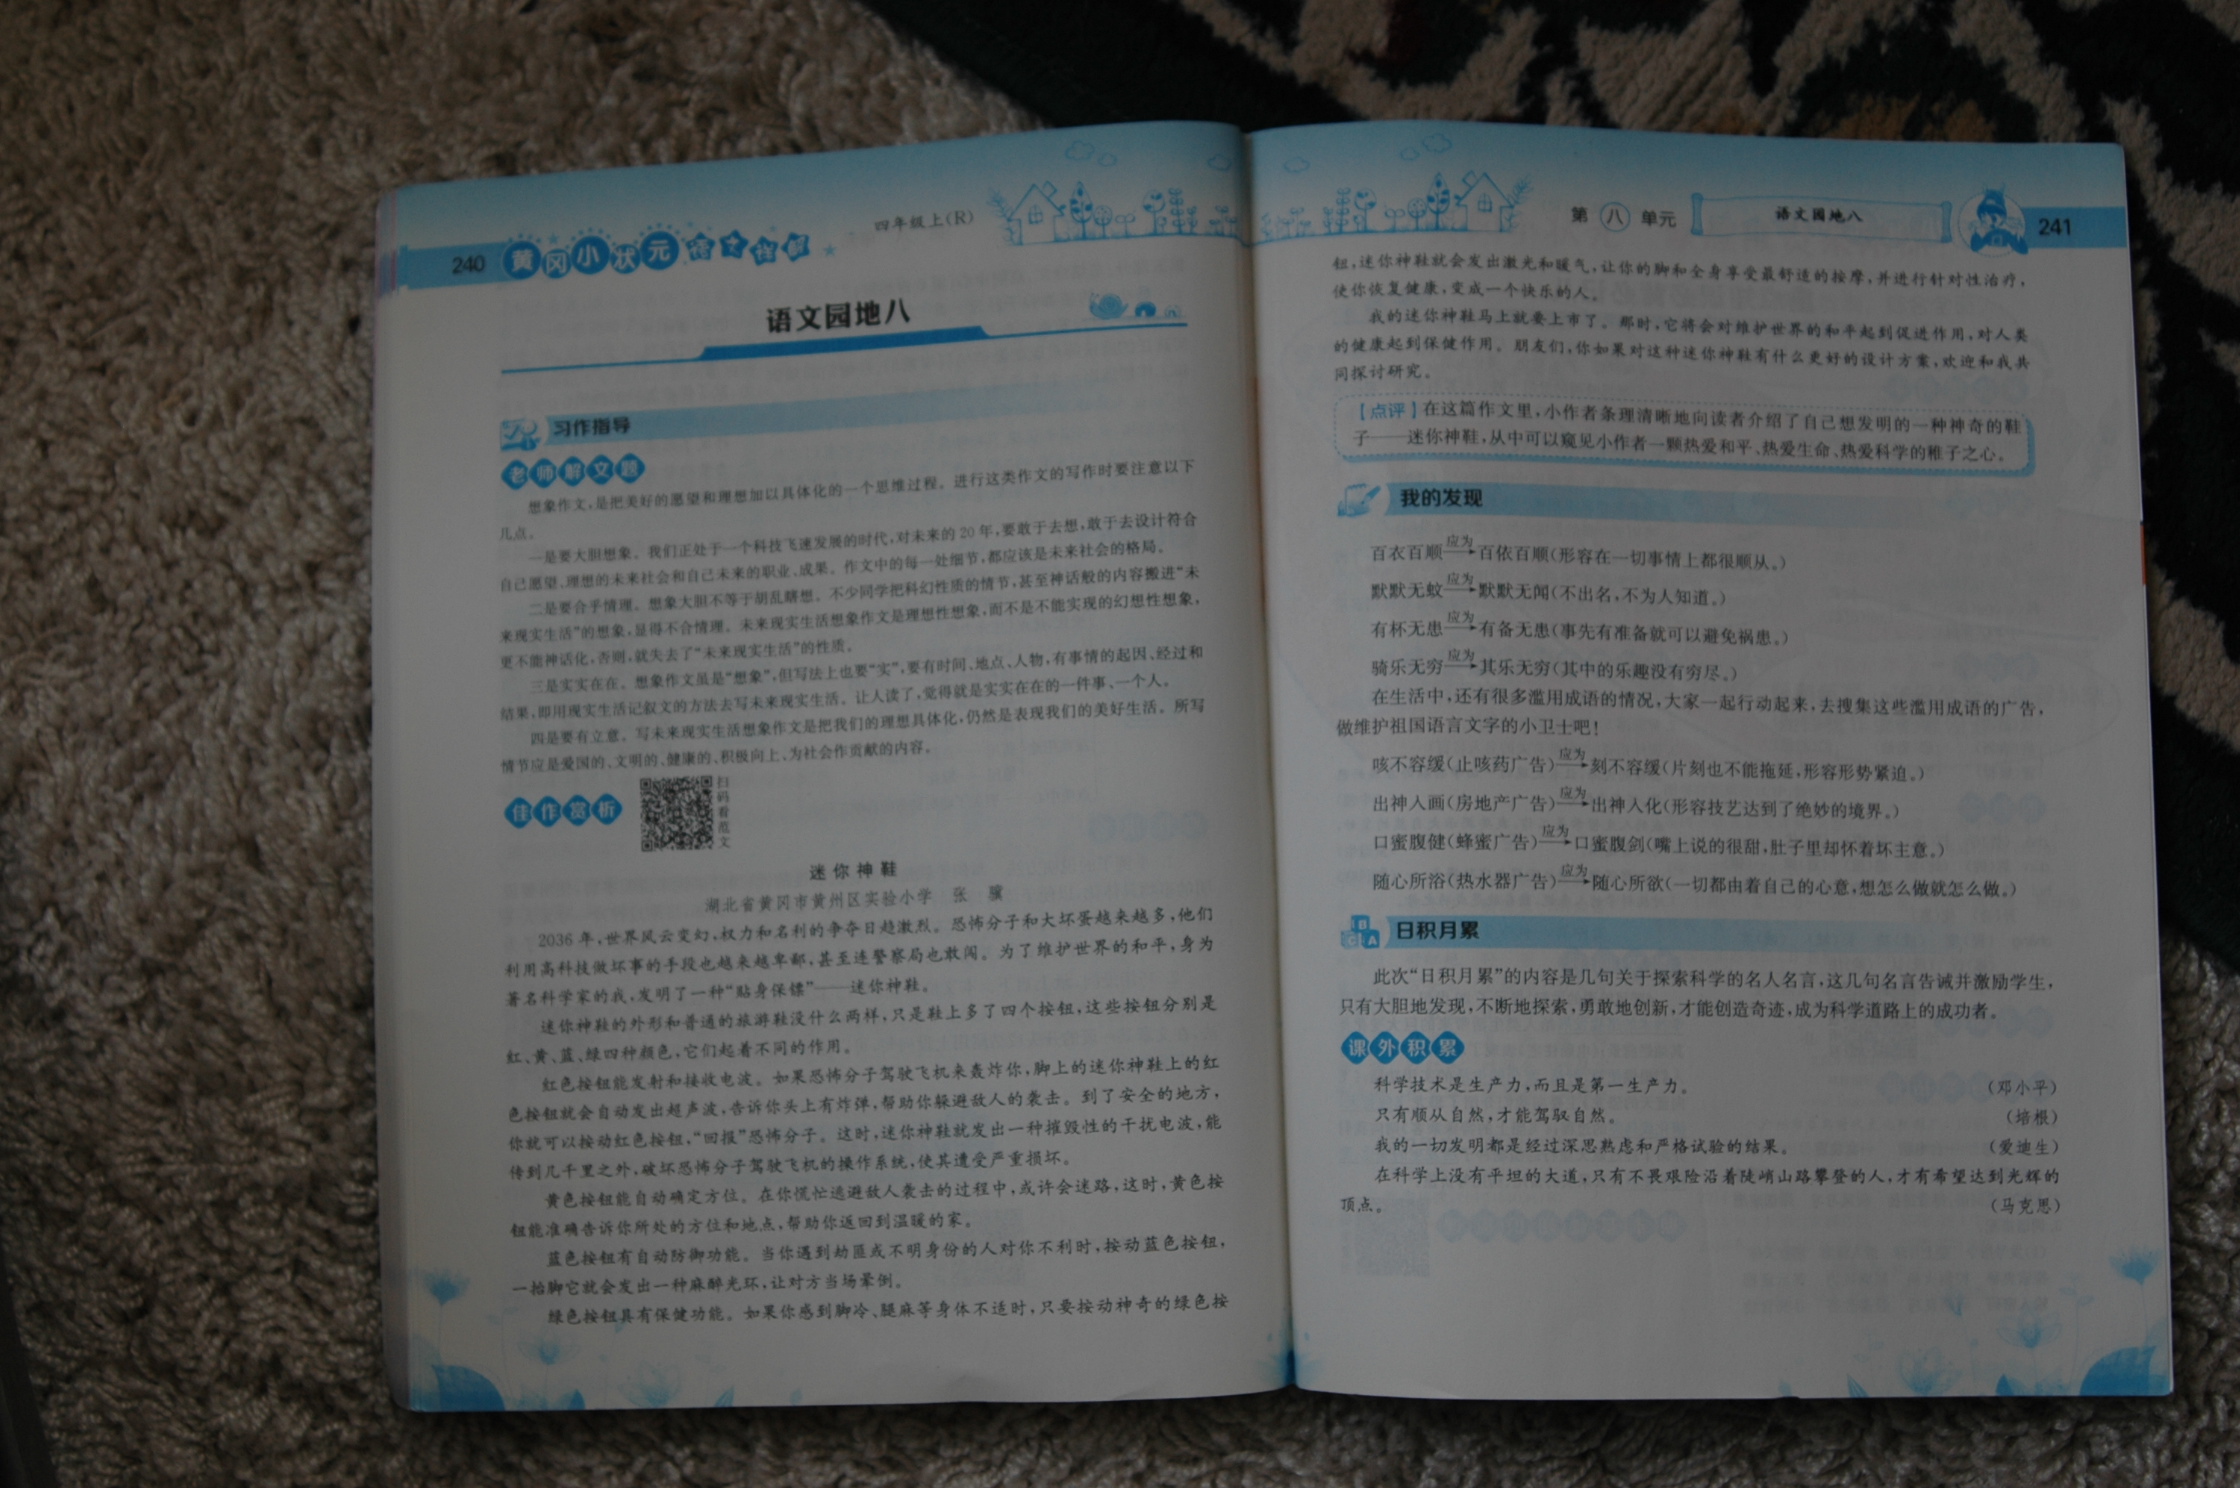 240 黄冈小状元 四年级上(R)
语文园地八
习作指导
老师解文题
想象作文,是把美好的愿望和理想加以具体化的一个思维过程。进行这类作文的写作时要注意以下
几点。
一是要大胆想象。我们正处于一个科技飞速发展的时代,对未来的20年,要敢于去想,敢于去设计符合
自己愿望、理想的未来社会和自己未来的职业、成果。作文中的每一处细节,都应该是未来社会的格局。
二是要合乎情理。想象大胆不等于胡乱瞎想。不少同学把科幻性质的情节,甚至神话般的内容搬进“未
来现实生活”的想象,显得不合情理。未来现实生活想象作文是理想性想象,而不是不能实现的幻想性想象,
更不能神话化,否则,就失去了“未来现实生活”的性质。
三是实实在在。想象作文虽是“想象”,但写法上也要“实”,要有时间、地点、人物,有事情的起因、经过和
结果,即用现实生活记叙文的方法去写未来现实生活。让人读了,觉得就是实实在在的一件事、一个人。
四是要有立意。写未来现实生活想象作文是把我们的理想具体化,仍然是表现我们的美好生活。所写
情节应是爱国的、文明的、健康的、积极向上、为社会作贡献的内容。
佳作赏析
扫
码
看
范
文
迷你神鞋
湖北省黄冈市黄州区实验小学 张 骥
2036年,世界风云变幻,权力和名利的争夺日趋激烈。恐怖分子和大坏蛋越来越多,他们
利用高科技做坏事的手段也越来越卑鄙,甚至连警察局也敢闯。为了维护世界的和平,身为
著名科学家的我,发明了一种“贴身保镖”——迷你神鞋。
迷你神鞋的外形和普通的旅游鞋没什么两样,只是鞋上多了四个按钮,这些按钮分别是
红、黄、蓝、绿四种颜色,它们起着不同的作用。
红色按钮能发射和接收电波。如果恐怖分子驾驶飞机来轰炸你,脚上的迷你神鞋上的红
色按钮就会自动发出超声波,告诉你头上有炸弹,帮助你躲避敌人的袭击。到了安全的地方,
你就可以按动红色按钮,“回报”恐怖分子。这时,迷你神鞋就发出一种摧毁性的干扰电波,能
传到几千里之外,破坏恐怖分子驾驶飞机的操作系统,使其遭受严重损坏。
黄色按钮能自动确定方位。在你慌忙逃避敌人袭击的过程中,或许会迷路,这时,黄色按
钮能准确告诉你所处的方位和地点,帮助你返回到温暖的家。
蓝色按钮有自动防御功能。当你遇到劫匪或不明身份的人对你不利时,按动蓝色按钮,
一抬脚它就会发出一种麻醉光环,让对方当场晕倒。
绿色按钮具有保健功能。如果你感到脚冷、腿麻等身体不适时,只要按动神奇的绿色按
第八单元 语文园地八 241
钮,迷你神鞋就会发出激光和暖气,让你的脚和全身享受最舒适的按摩,并进行针对性治疗,
使你恢复健康,变成一个快乐的人。
我的迷你神鞋马上就要上市了。那时,它将会对维护世界的和平起到促进作用,对人类
的健康起到保健作用。朋友们,你如果对这种迷你神鞋有什么更好的设计方案,欢迎和我共
同探讨研究。
【点评】在这篇作文里,小作者条理清晰地向读者介绍了自己想发明的一种神奇的鞋
子——迷你神鞋,从中可以窥见小作者一颗热爱和平、热爱生命、热爱科学的稚子之心。
我的发现
百衣百顺 应为→ 百依百顺(形容在一切事情上都很顺从。)
默默无蚊 应为→ 默默无闻(不出名,不为人知道。)
有杯无患 应为→ 有备无患(事先有准备就可以避免祸患。)
骑乐无穷 应为→ 其乐无穷(其中的乐趣没有穷尽。)
在生活中,还有很多滥用成语的情况,大家一起行动起来,去搜集这些滥用成语的广告,
做维护祖国语言文字的小卫士吧!
咳不容缓(止咳药广告) 应为→ 刻不容缓(片刻也不能拖延,形容形势紧迫。)
出神入画(房地产广告) 应为→ 出神入化(形容技艺达到了绝妙的境界。)
口蜜腹健(蜂蜜广告) 应为→ 口蜜腹剑(嘴上说的很甜,肚子里却怀着坏主意。)
随心所浴(热水器广告) 应为→ 随心所欲(一切都由着自己的心意,想怎么做就怎么做。)
日积月累
此次“日积月累”的内容是几句关于探索科学的名人名言,这几句名言告诫并激励学生,
只有大胆地发现,不断地探索,勇敢地创新,才能创造奇迹,成为科学道路上的成功者。
课外积累
科学技术是生产力,而且是第一生产力。 (邓小平)
只有顺从自然,才能驾驭自然。 (培根)
我的一切发明都是经过深思熟虑和严格试验的结果。 (爱迪生)
在科学上没有平坦的大道,只有不畏艰险沿着陡峭山路攀登的人,才有希望达到光辉的
顶点。 (马克思)